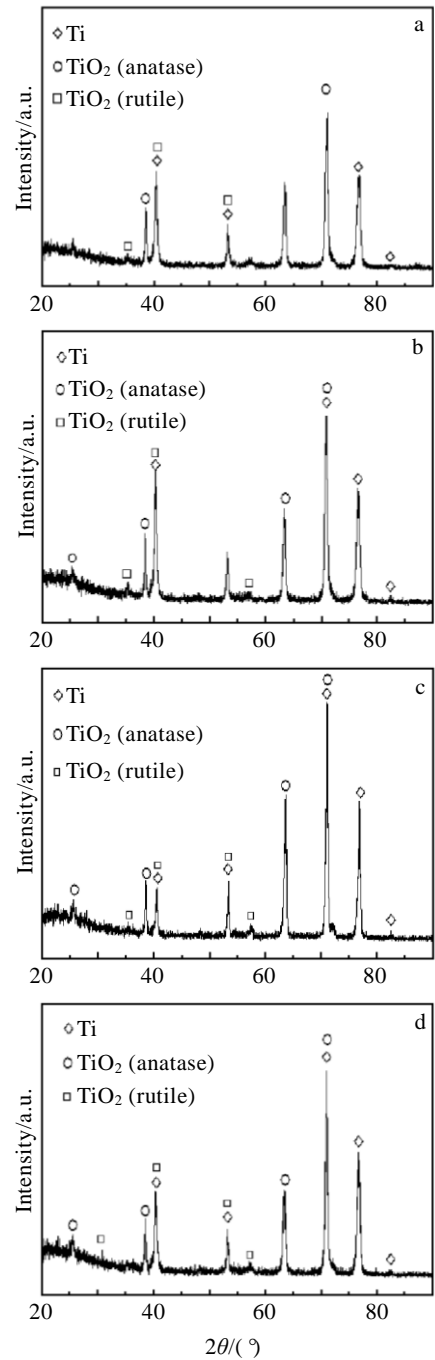 a
Ti
TiO₂ (anatase)
TiO₂ (rutile)
Intensity/a.u.
20 40 60 80
b
Ti
TiO₂ (anatase)
TiO₂ (rutile)
Intensity/a.u.
20 40 60 80
c
Ti
TiO₂ (anatase)
TiO₂ (rutile)
Intensity/a.u.
20 40 60 80
d
Ti
TiO₂ (anatase)
TiO₂ (rutile)
Intensity/a.u.
20 40 60 80
2θ/( °)